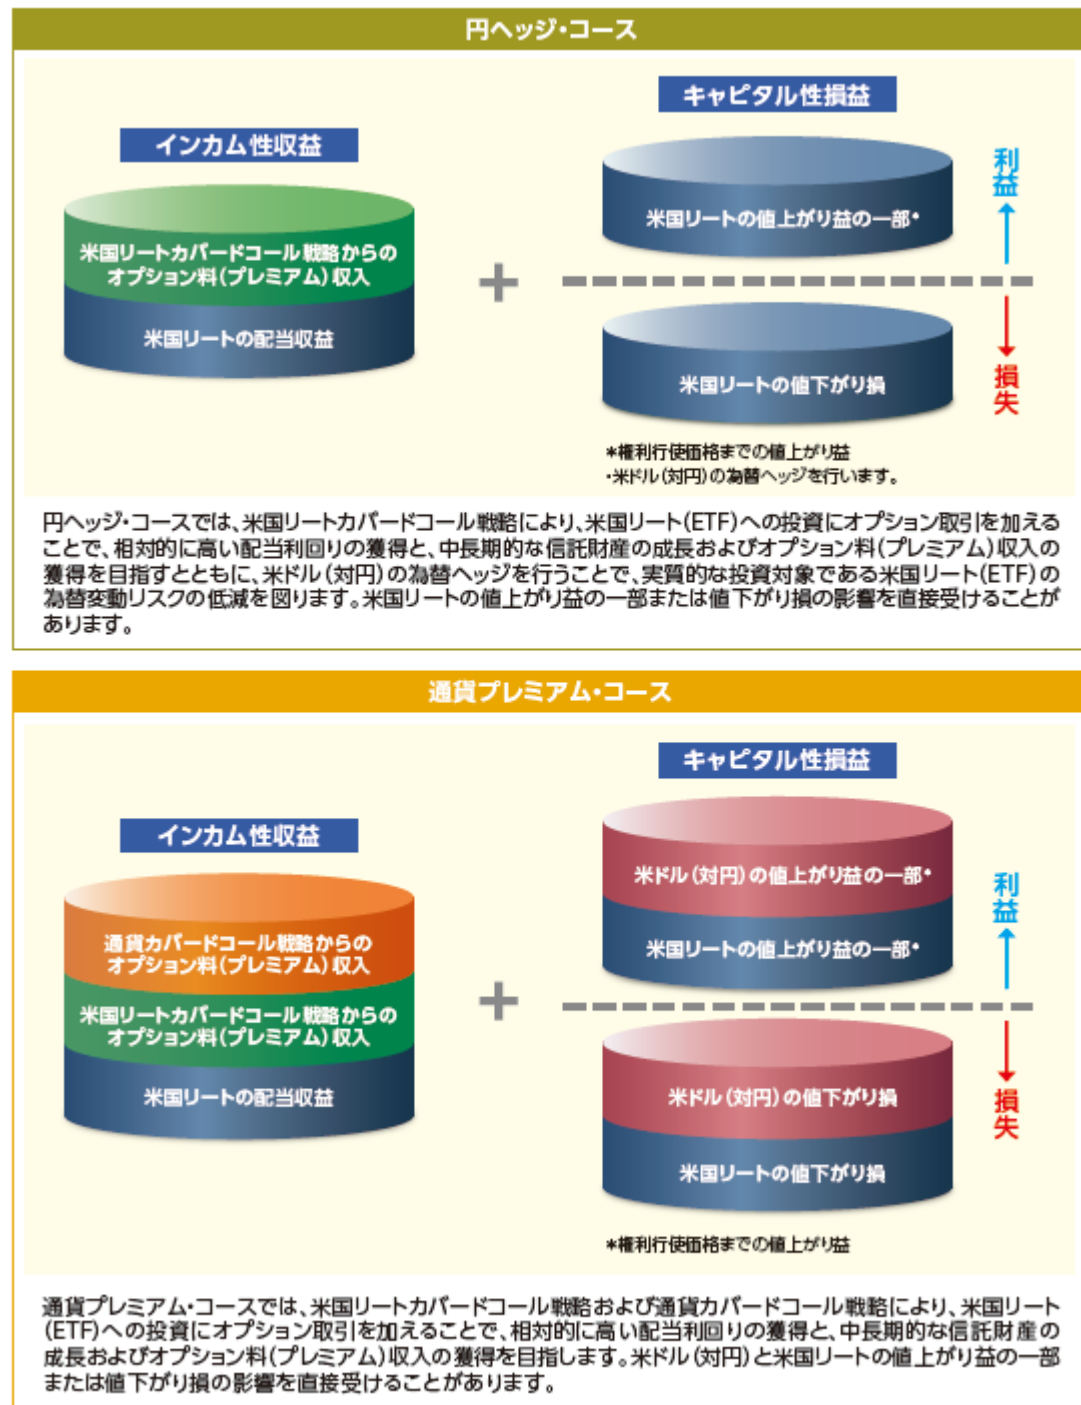 円ヘッジ・コース
キャピタル性損益
インカム性収益
利益
米国リートの値上がり益の一部*
米国リートカバードコール戦略からの
オプション料(プレミアム)収入
+
米国リートの配当収益
米国リートの値下がり損
損失
*権利行使価格までの値上がり益
・米ドル(対円)の為替ヘッジを行います。
円ヘッジ・コースでは、米国リートカバードコール戦略により、米国リート(ETF)への投資にオプション取引を加える
ことで、相対的に高い配当利回りの獲得と、中長期的な信託財産の成長およびオプション料(プレミアム)収入の
獲得を目指すとともに、米ドル(対円)の為替ヘッジを行うことで、実質的な投資対象である米国リート(ETF)の
為替変動リスクの低減を図ります。米国リートの値上がり益の一部または値下がり損の影響を直接受けることが
あります。
通貨プレミアム・コース
キャピタル性損益
インカム性収益
米ドル(対円)の値上がり益の一部*
利益
通貨カバードコール戦略からの
オプション料(プレミアム)収入
米国リートの値上がり益の一部*
米国リートカバードコール戦略からの
オプション料(プレミアム)収入
+
米国リートの配当収益
米ドル(対円)の値下がり損
損失
米国リートの値下がり損
*権利行使価格までの値上がり益
通貨プレミアム・コースでは、米国リートカバードコール戦略および通貨カバードコール戦略により、米国リート
(ETF)への投資にオプション取引を加えることで、相対的に高い配当利回りの獲得と、中長期的な信託財産の
成長およびオプション料(プレミアム)収入の獲得を目指します。米ドル(対円)と米国リートの値上がり益の一部
または値下がり損の影響を直接受けることがあります。